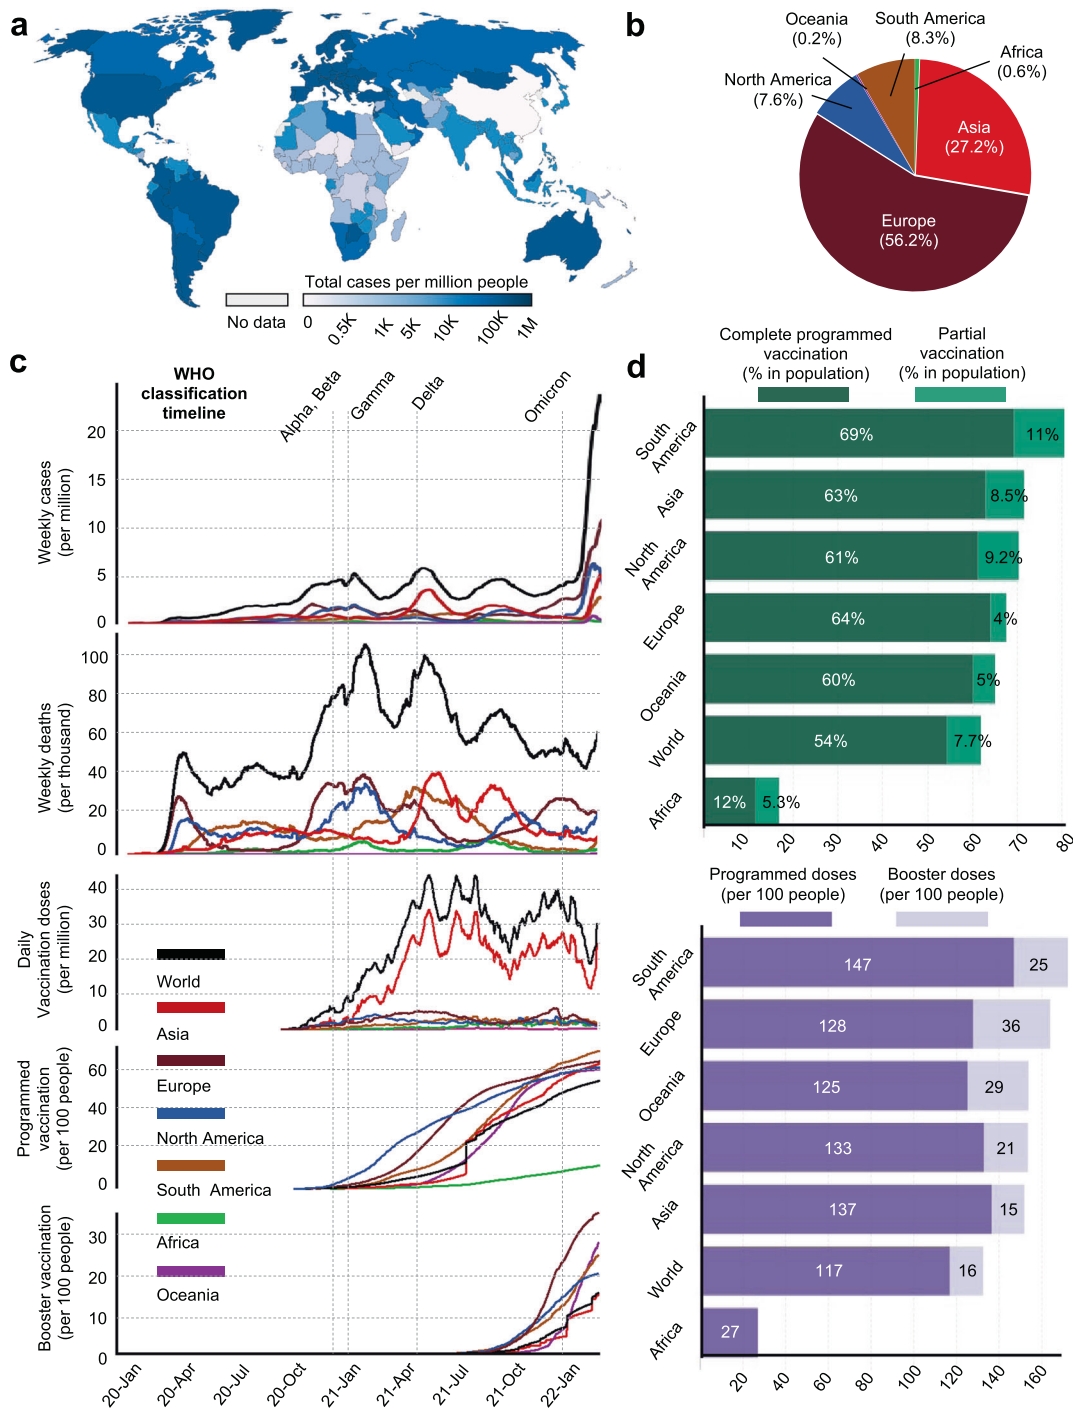 a
Total cases per million people
No data
0
0.5K
1K
5K
10K
100K
1M
b
Oceania
(0.2%)
South America
(8.3%)
Africa
(0.6%)
North America
(7.6%)
Asia
(27.2%)
Europe
(56.2%)
c
WHO
classification
timeline
Alpha, Beta
Gamma
Delta
Omicron
Weekly cases
(per million)
20
15
10
5
0
Weekly deaths
(per thousand)
100
80
60
40
20
0
Daily
Vaccination doses
(per million)
40
30
20
10
0
World
Asia
Europe
North America
South America
Africa
Oceania
Programmed
vaccination
(per 100 people)
60
40
20
0
Booster vaccination
(per 100 people)
30
20
10
0
20-Jan
20-Apr
20-Jul
20-Oct
21-Jan
21-Apr
21-Jul
21-Oct
22-Jan
d
Complete programmed
vaccination
(% in population)
Partial
vaccination
(% in population)
South
America
69%
11%
Asia
63%
8.5%
North
America
61%
9.2%
Europe
64%
4%
Oceania
60%
5%
World
54%
7.7%
Africa
12%
5.3%
10
20
30
40
50
60
70
80
Programmed doses
(per 100 people)
Booster doses
(per 100 people)
South
America
147
25
Europe
128
36
Oceania
125
29
North
America
133
21
Asia
137
15
World
117
16
Africa
27
20
40
60
80
100
120
140
160